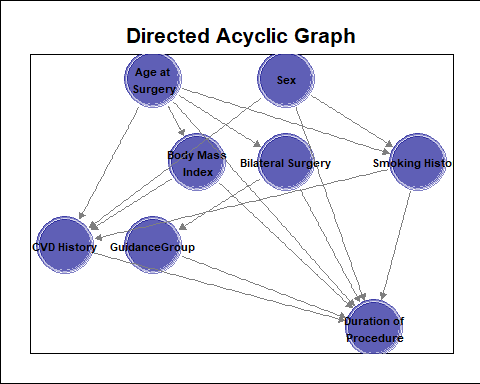 Directed Acyclic Graph
Age at
Surgery
Sex
Body Mass
Index
Bilateral Surgery
Smoking Histo
CVD History
GuidanceGroup
Duration of
Procedure